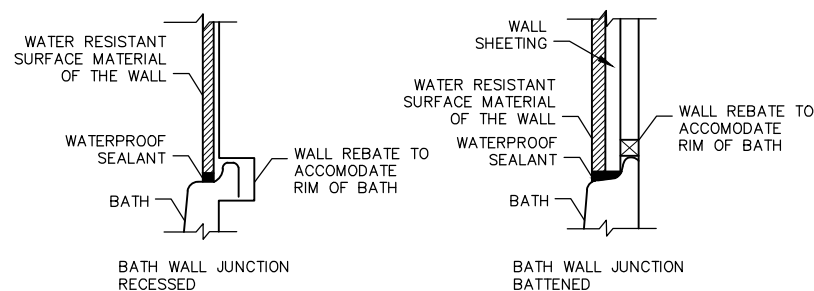 WATER RESISTANT
SURFACE MATERIAL
OF THE WALL
WATERPROOF
SEALANT
BATH
WALL REBATE TO
ACCOMODATE
RIM OF BATH
BATH WALL JUNCTION
RECESSED
WALL
SHEETING
WATER RESISTANT
SURFACE MATERIAL
OF THE WALL
WATERPROOF
SEALANT
BATH
WALL REBATE TO
ACCOMODATE
RIM OF BATH
BATH WALL JUNCTION
BATTENED